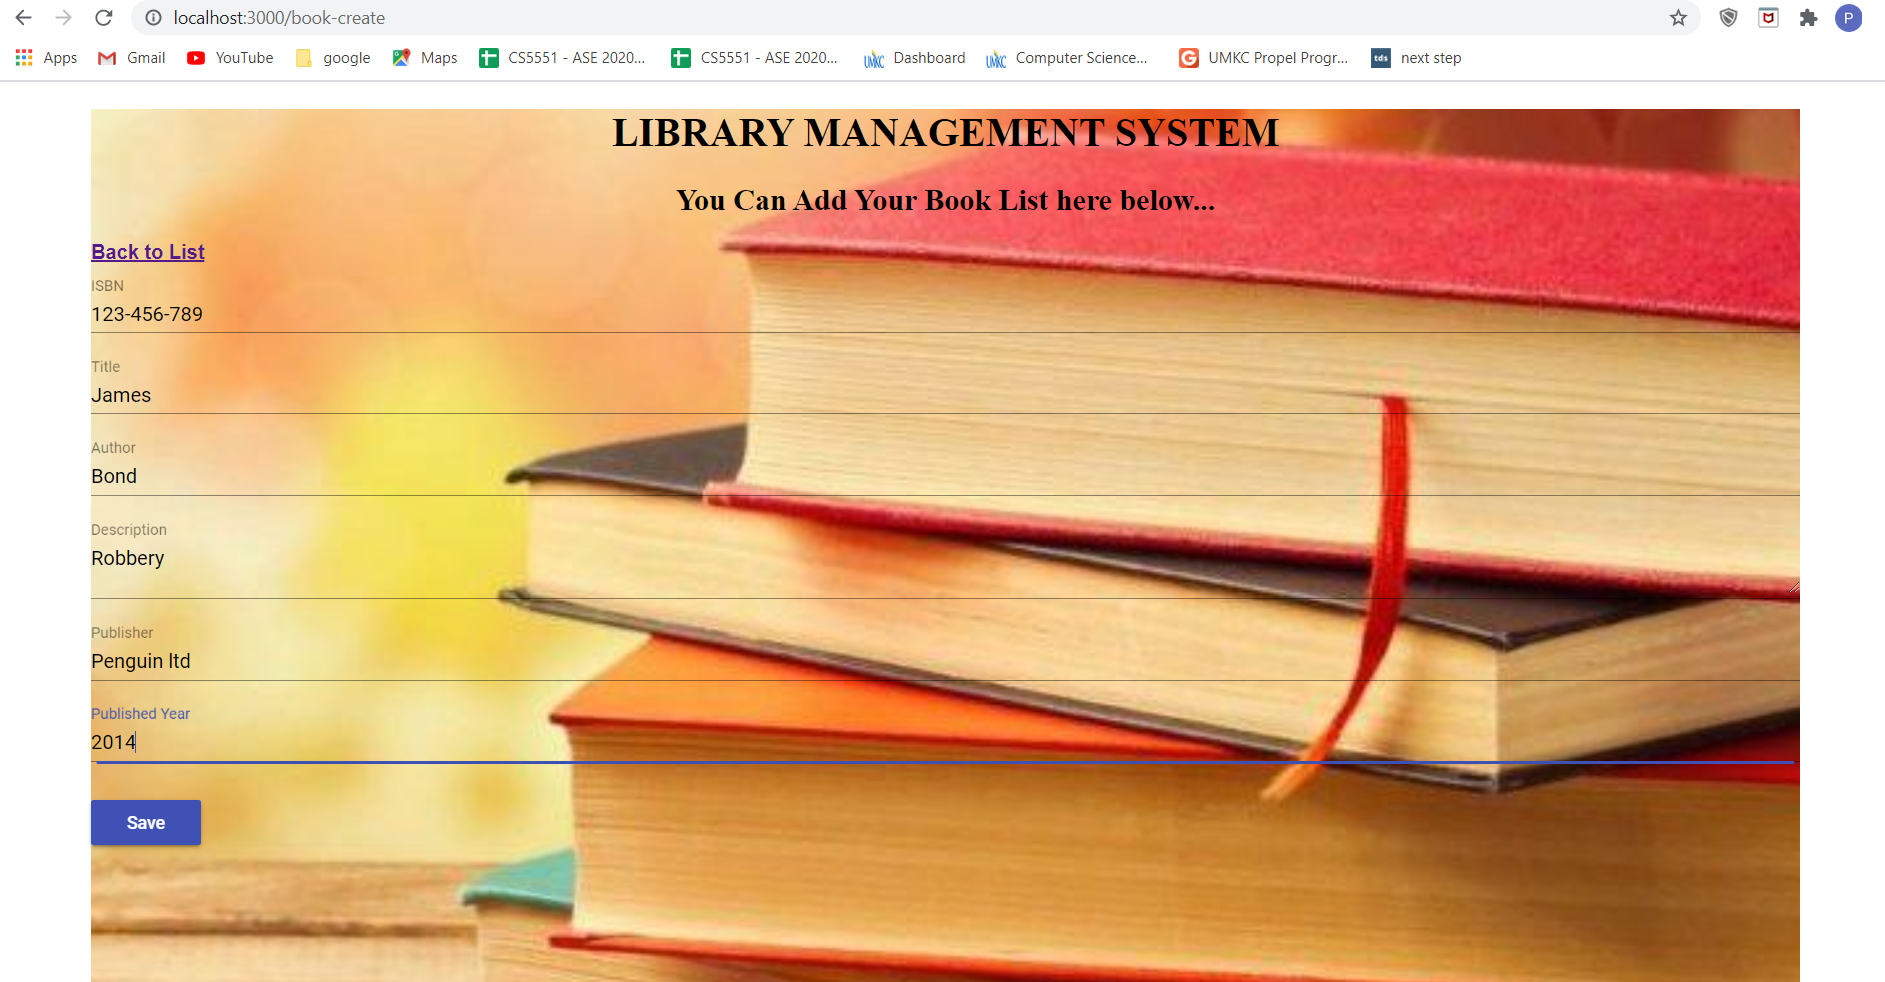 localhost:3000/book-create
P
Apps Gmail YouTube google Maps CS5551 - ASE 2020... CS5551 - ASE 2020... UMKC Dashboard UMKC Computer Science... UMKC Propel Progr... tds next step
LIBRARY MANAGEMENT SYSTEM
You Can Add Your Book List here below...
Back to List
ISBN
123-456-789
Title
James
Author
Bond
Description
Robbery
Publisher
Penguin ltd
Published Year
2014
Save